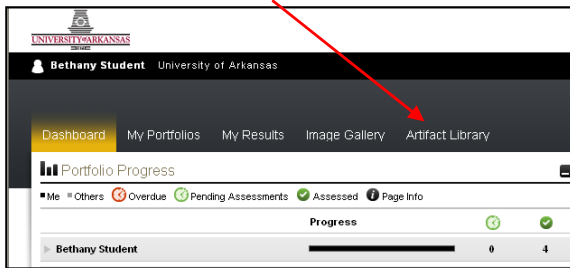 UNIVERSITY OF ARKANSAS
Bethany Student University of Arkansas
Dashboard My Portfolios My Results Image Gallery Artifact Library
Portfolio Progress
Me Others Overdue Pending Assessments Assessed Page Info
Progress
Bethany Student 0 4